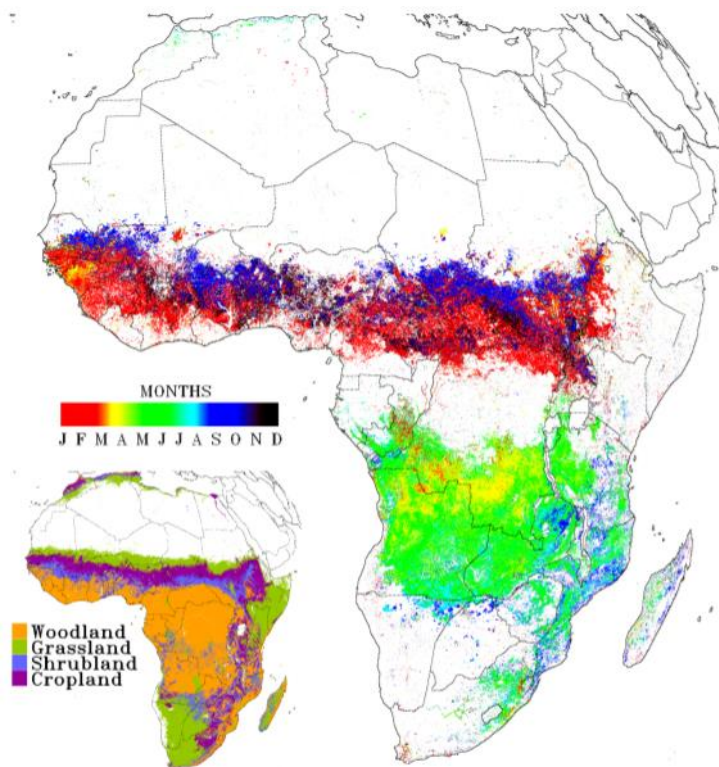 MONTHS
J F M A M J J A S O N D
Woodland
Grassland
Shrubland
Cropland